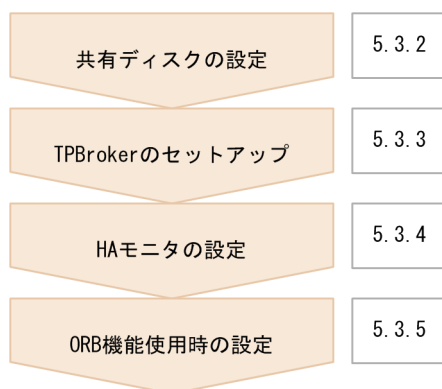 共有ディスクの設定
5.3.2
TPBrokerのセットアップ
5.3.3
HAモニタの設定
5.3.4
ORB機能使用時の設定
5.3.5